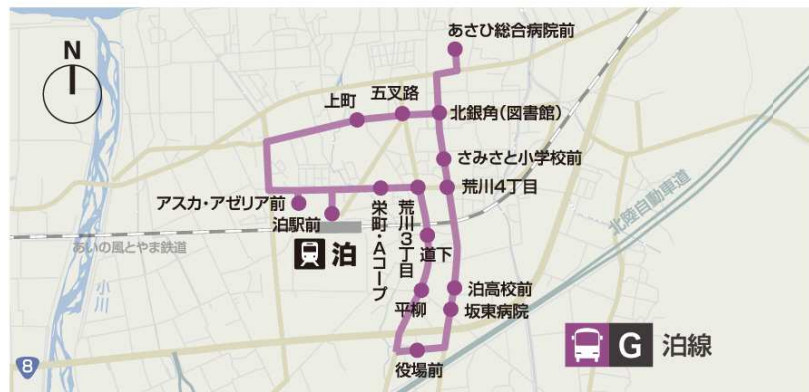 あさひ総合病院前
N
五叉路
上町
北銀角(図書館)
さみさと小学校前
荒川4丁目
アスカ・アゼリア前
泊駅前
栄町・Aコープ
荒川3丁目
北陸自動車道
あいの風とやま鉄道
泊
道下
小川
平柳
泊高校前
坂東病院
G 泊線
8
役場前